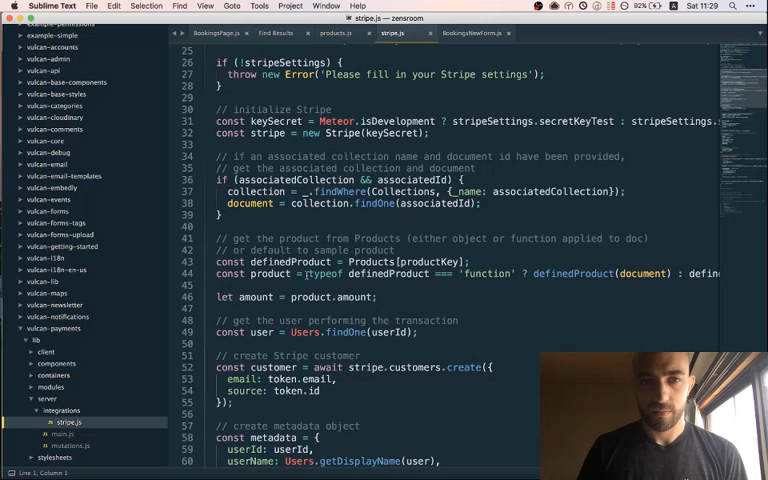 Sublime Text File Edit Selection Find View Goto Tools Project Window Help 92% Sat 11:29
stripe.js — zensroom
BookingsPage.js Find Results products.js stripe.js BookingsNewForm.js
example-permissions
example-simple
vulcan-accounts
vulcan-admin
vulcan-api
vulcan-base-components
vulcan-base-styles
vulcan-categories
vulcan-cloudinary
vulcan-comments
vulcan-core
vulcan-debug
vulcan-email
vulcan-email-templates
vulcan-embedly
vulcan-events
vulcan-forms
vulcan-forms-tags
vulcan-forms-upload
vulcan-getting-started
vulcan-i18n
vulcan-i18n-en-us
vulcan-lib
vulcan-maps
vulcan-newsletter
vulcan-notifications
vulcan-payments
lib
client
components
containers
modules
server
integrations
stripe.js
main.js
mutations.js
stylesheets
25
26 if (!stripeSettings) {
27 throw new Error('Please fill in your Stripe settings');
28 }
29
30 // initialize Stripe
31 const keySecret = Meteor.isDevelopment ? stripeSettings.secretKeyTest : stripeSettings.s
32 const stripe = new Stripe(keySecret);
33
34 // if an associated collection name and document id have been provided,
35 // get the associated collection and document
36 if (associatedCollection && associatedId) {
37 collection = _.findWhere(Collections, {_name: associatedCollection});
38 document = collection.findOne(associatedId);
39 }
40
41 // get the product from Products (either object or function applied to doc)
42 // or default to sample product
43 const definedProduct = Products[productKey];
44 const product = typeof definedProduct === 'function' ? definedProduct(document) : define
45
46 let amount = product.amount;
47
48 // get the user performing the transaction
49 const user = Users.findOne(userId);
50
51 // create Stripe customer
52 const customer = await stripe.customers.create({
53 email: token.email,
54 source: token.id
55 });
56
57 // create metadata object
58 const metadata = {
59 userId: userId,
60 userName: Users.getDisplayName(user),
Line 1, Column 1